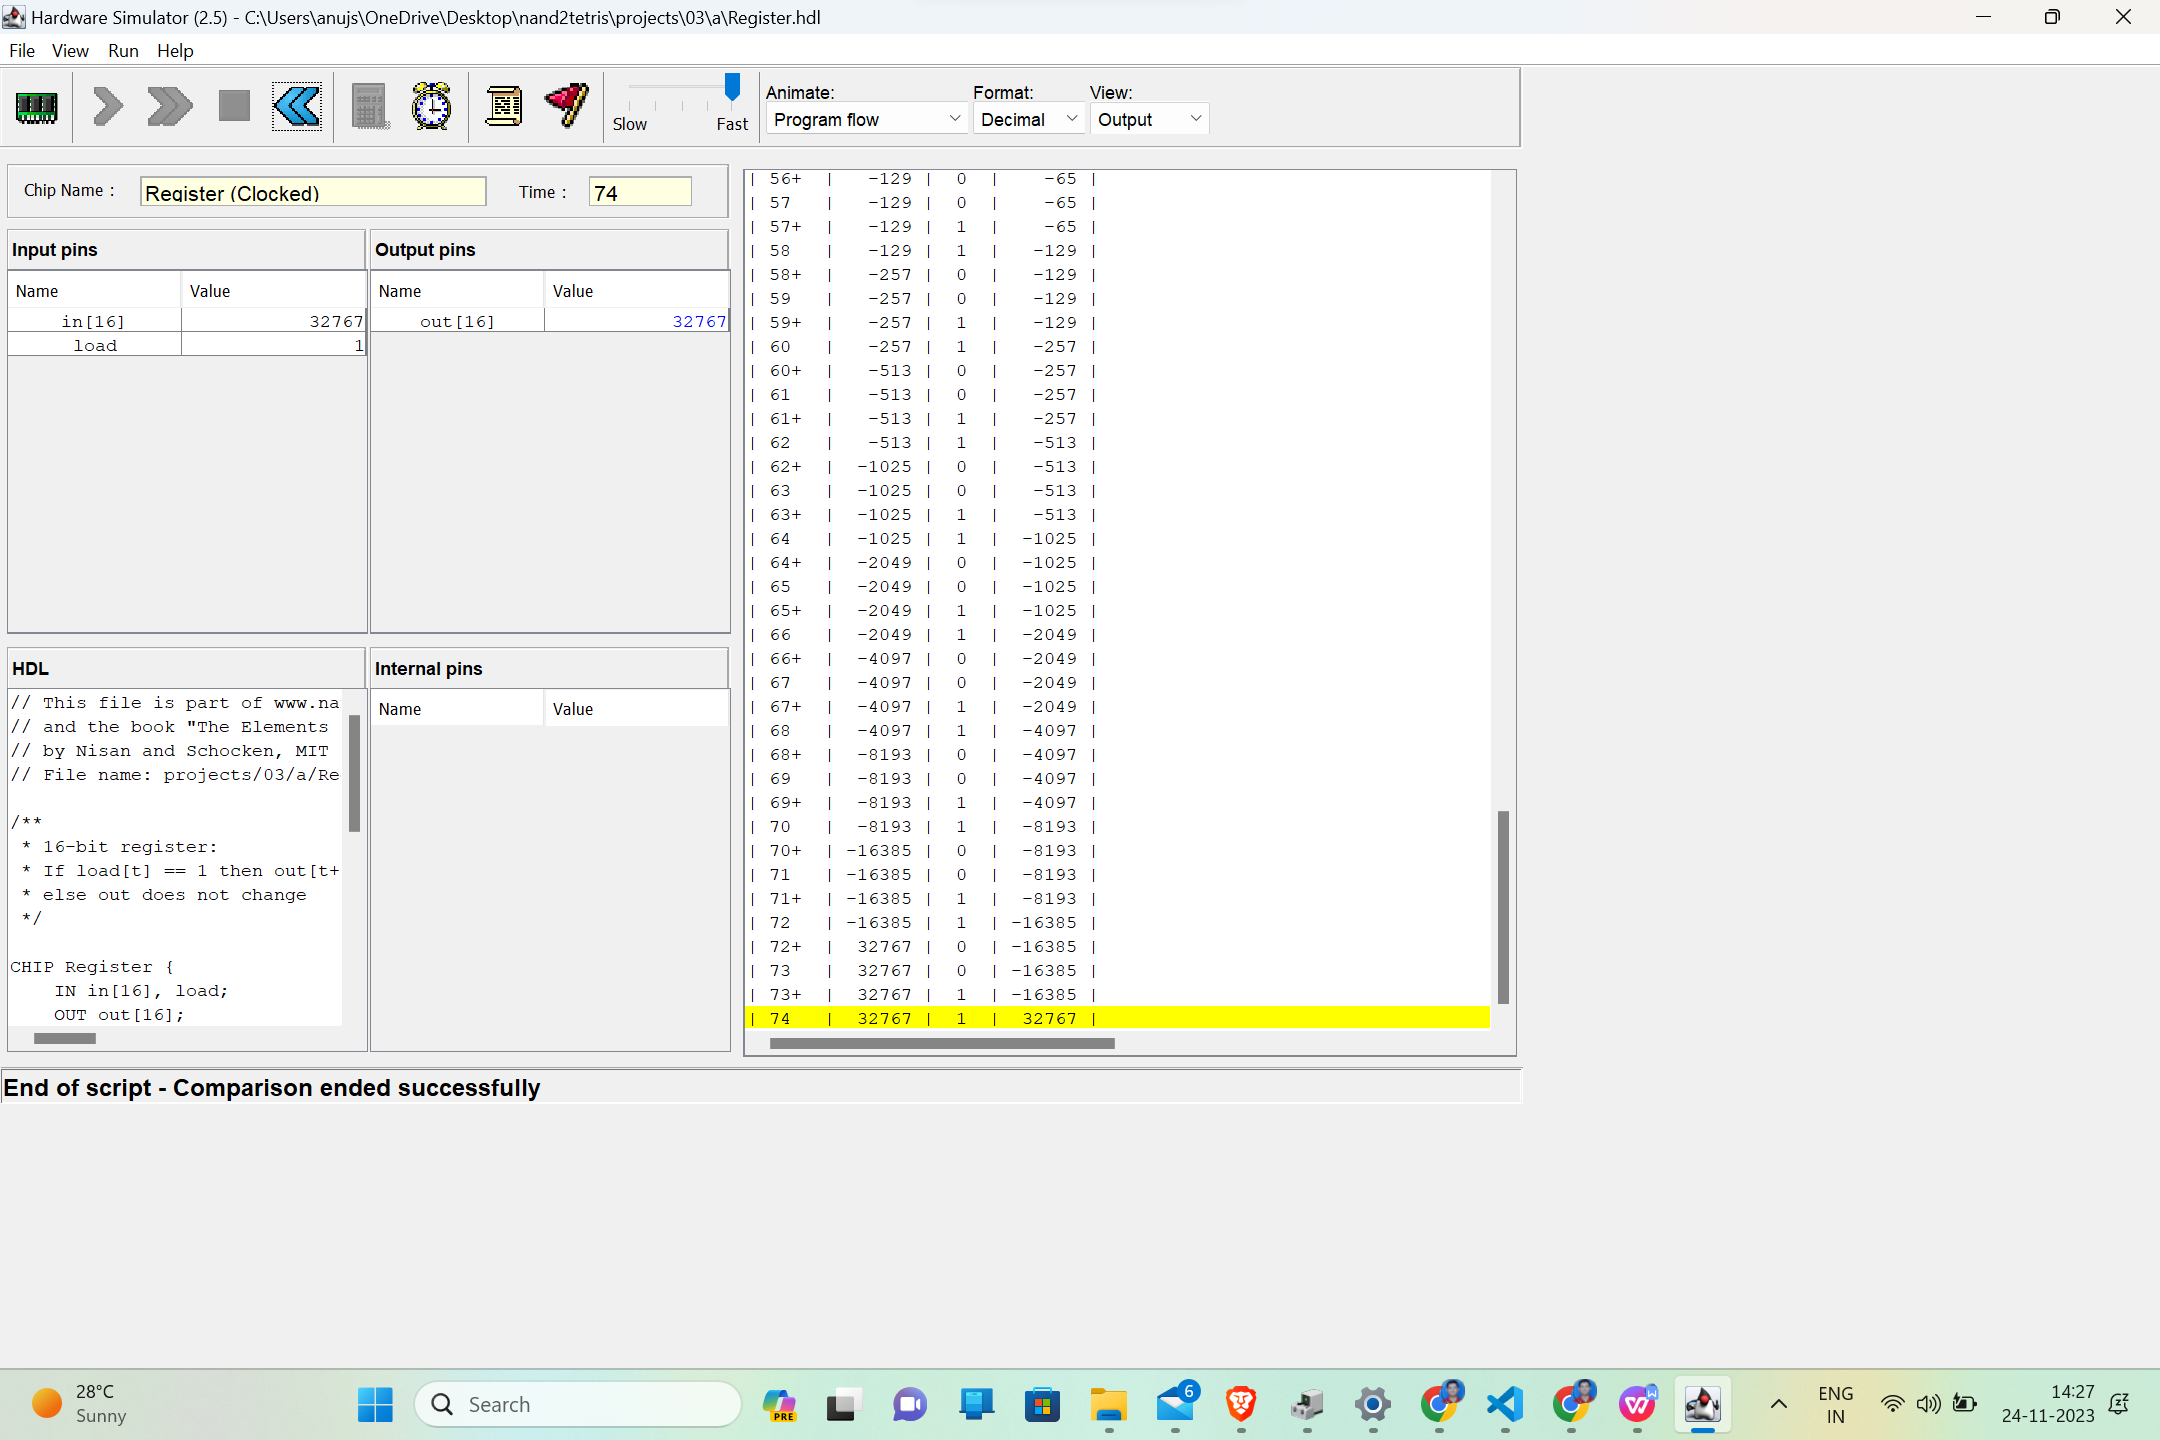 Hardware Simulator (2.5) - C:\Users\anujs\OneDrive\Desktop\nand2tetris\projects\03\a\Register.hdl
File View Run Help
Slow Fast
Animate: Format: View:
Program flow Decimal Output
Chip Name : Register (Clocked) Time : 74
Input pins
Name Value
in[16] 32767
load 1
Output pins
Name Value
out[16] 32767
HDL
// This file is part of www.na
// and the book "The Elements
// by Nisan and Schocken, MIT
// File name: projects/03/a/Re
/**
* 16-bit register:
* If load[t] == 1 then out[t+
* else out does not change
*/
CHIP Register {
IN in[16], load;
OUT out[16];
Internal pins
Name Value
| 56+ | -129 | 0 | -65 |
| 57 | -129 | 0 | -65 |
| 57+ | -129 | 1 | -65 |
| 58 | -129 | 1 | -129 |
| 58+ | -257 | 0 | -129 |
| 59 | -257 | 0 | -129 |
| 59+ | -257 | 1 | -129 |
| 60 | -257 | 1 | -257 |
| 60+ | -513 | 0 | -257 |
| 61 | -513 | 0 | -257 |
| 61+ | -513 | 1 | -257 |
| 62 | -513 | 1 | -513 |
| 62+ | -1025 | 0 | -513 |
| 63 | -1025 | 0 | -513 |
| 63+ | -1025 | 1 | -513 |
| 64 | -1025 | 1 | -1025 |
| 64+ | -2049 | 0 | -1025 |
| 65 | -2049 | 0 | -1025 |
| 65+ | -2049 | 1 | -1025 |
| 66 | -2049 | 1 | -2049 |
| 66+ | -4097 | 0 | -2049 |
| 67 | -4097 | 0 | -2049 |
| 67+ | -4097 | 1 | -2049 |
| 68 | -4097 | 1 | -4097 |
| 68+ | -8193 | 0 | -4097 |
| 69 | -8193 | 0 | -4097 |
| 69+ | -8193 | 1 | -4097 |
| 70 | -8193 | 1 | -8193 |
| 70+ | -16385 | 0 | -8193 |
| 71 | -16385 | 0 | -8193 |
| 71+ | -16385 | 1 | -8193 |
| 72 | -16385 | 1 | -16385 |
| 72+ | 32767 | 0 | -16385 |
| 73 | 32767 | 0 | -16385 |
| 73+ | 32767 | 1 | -16385 |
| 74 | 32767 | 1 | 32767 |
End of script - Comparison ended successfully
28°C
Sunny
Search
PRE
6
ENG
IN
14:27
24-11-2023